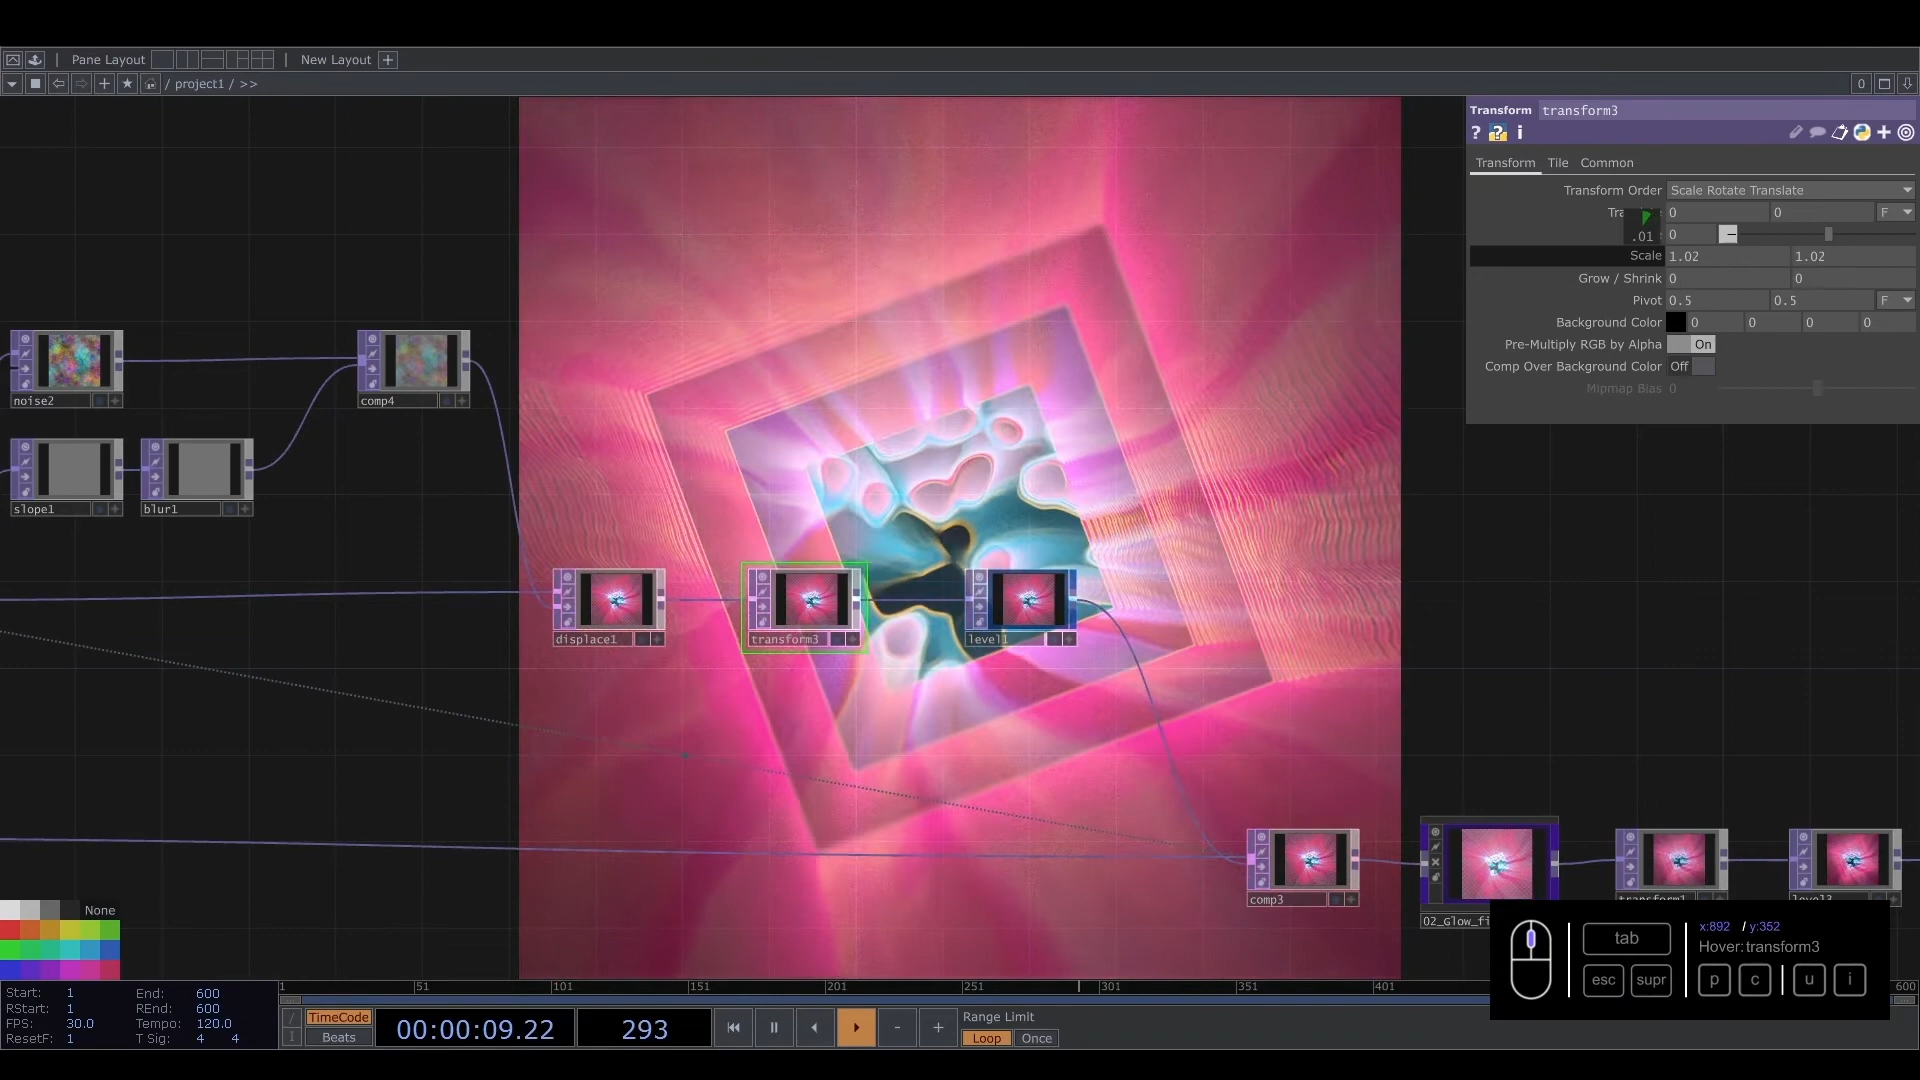 Pane Layout
New Layout
/ project1 / >>
0
Transform transform3
? ? i
Transform Tile Common
Transform Order Scale Rotate Translate
Tra 0 0 F
.01 0
Scale 1.02 1.02
Grow / Shrink 0 0
Pivot 0.5 0.5 F
Background Color 0 0 0 0
Pre-Multiply RGB by Alpha On
Comp Over Background Color Off
Mipmap Bias 0
noise2
comp4
slope1
blur1
displace1
transform3
level1
comp3
02_Glow_fi
transform1
level3
None
tab
esc supr
x:892 / y:352
Hover:transform3
p c u i
1 51 101 151 201 251 301 351 401 600
Start: 1 End: 600
RStart: 1 REnd: 600
FPS: 30.0 Tempo: 120.0
ResetF: 1 T Sig: 4 4
/ TimeCode
I Beats
00:00:09.22
293
- +
Range Limit
Loop Once